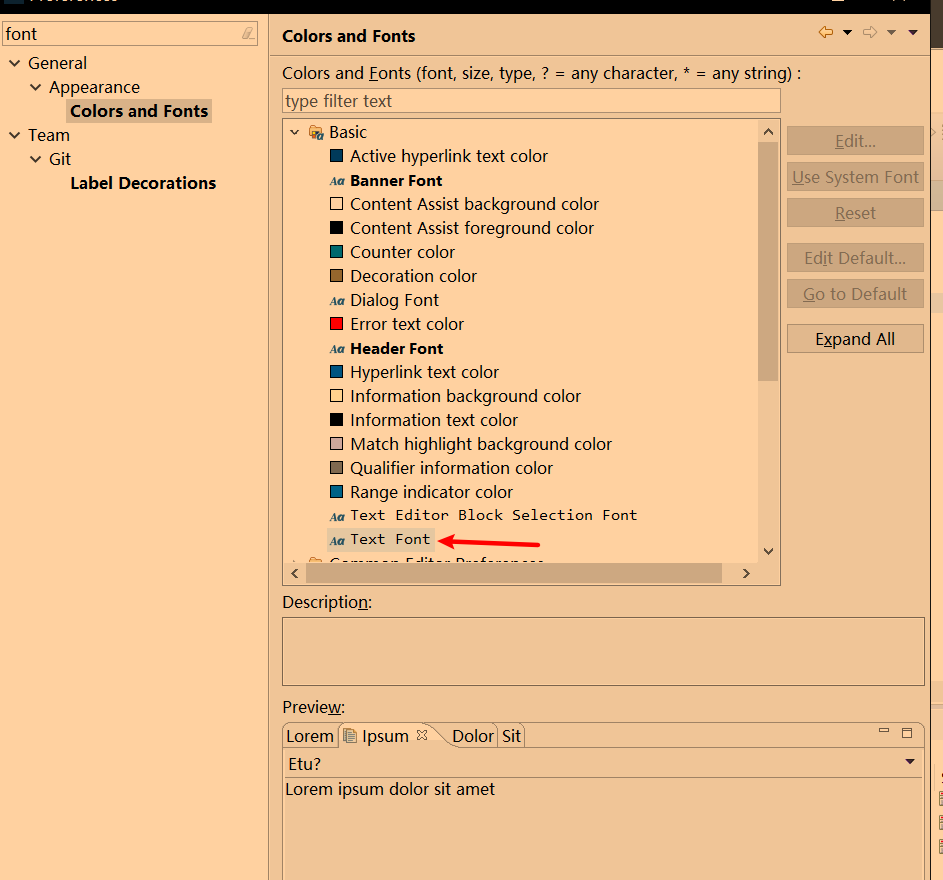 Preferences
font
General
Appearance
Colors and Fonts
Team
Git
Label Decorations
Colors and Fonts
Colors and Fonts (font, size, type, ? = any character, * = any string) :
type filter text
Basic
Active hyperlink text color
Aa Banner Font
Content Assist background color
Content Assist foreground color
Counter color
Decoration color
Aa Dialog Font
Error text color
Aa Header Font
Hyperlink text color
Information background color
Information text color
Match highlight background color
Qualifier information color
Range indicator color
Aa Text Editor Block Selection Font
Aa Text Font
Common Editor Preferences
Edit...
Use System Font
Reset
Edit Default...
Go to Default
Expand All
Description:
Preview:
Lorem Ipsum Dolor Sit
Etu?
Lorem ipsum dolor sit amet